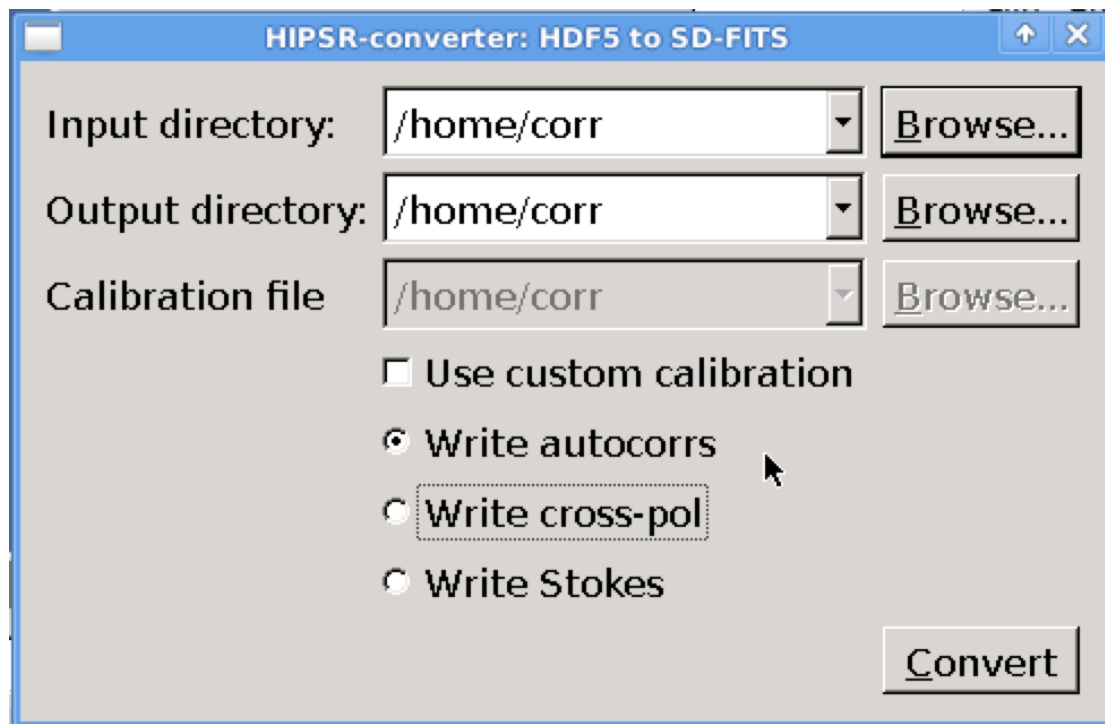 HIPSR-converter: HDF5 to SD-FITS
Input directory: /home/corr Browse...
Output directory: /home/corr Browse...
Calibration file /home/corr Browse...
Use custom calibration
Write autocorrs
Write cross-pol
Write Stokes
Convert